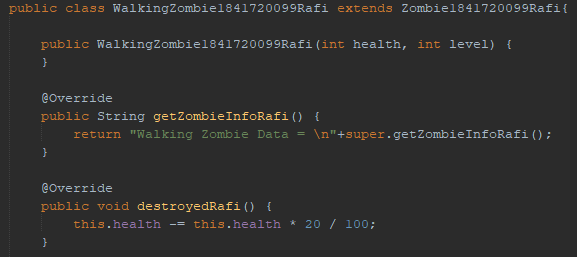 public class WalkingZombie1841720099Rafi extends Zombie1841720099Rafi{
public WalkingZombie1841720099Rafi(int health, int level) {
}
@Override
public String getZombieInfoRafi() {
return "Walking Zombie Data = \n"+super.getZombieInfoRafi();
}
@Override
public void destroyedRafi() {
this.health -= this.health * 20 / 100;
}